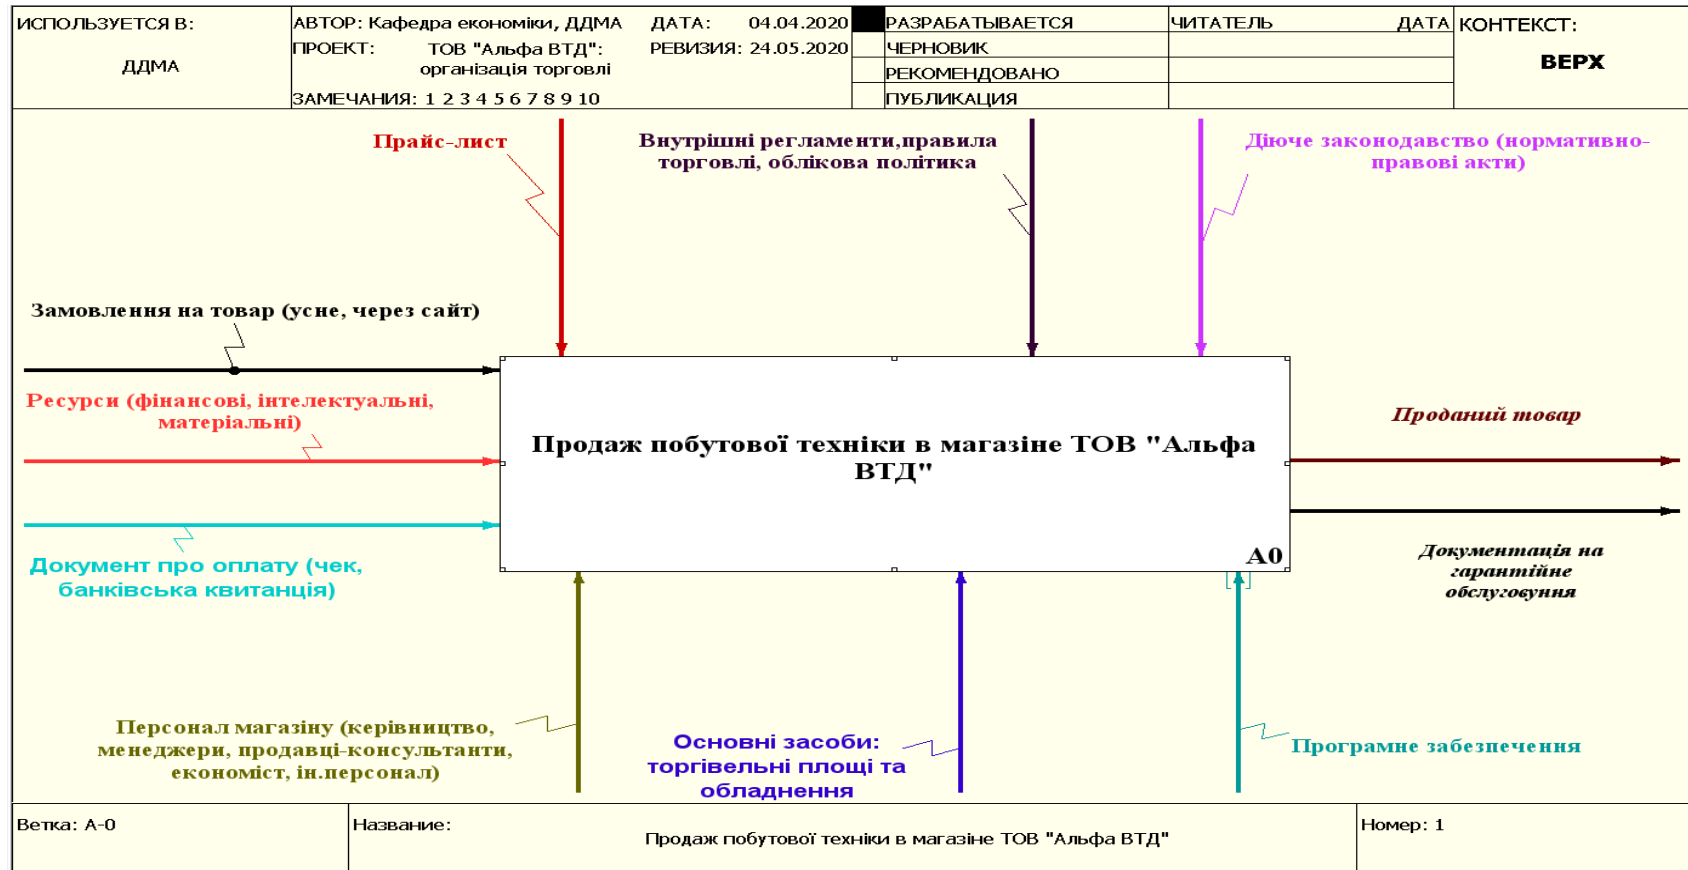 ИСПОЛЬЗУЕТСЯ В:
ДДМА
АВТОР: Кафедра економіки, ДДМА
ДАТА: 04.04.2020
ПРОЕКТ: ТОВ "Альфа ВТД":
організація торговлі
РЕВИЗИЯ: 24.05.2020
ЗАМЕЧАНИЯ: 1 2 3 4 5 6 7 8 9 10
РАЗРАБАТЫВАЕТСЯ
ЧЕРНОВИК
РЕКОМЕНДОВАНО
ПУБЛИКАЦИЯ
ЧИТАТЕЛЬ ДАТА
КОНТЕКСТ:
ВЕРХ
Прайс-лист
Внутрішні регламенти,правила
торговлі, облікова політика
Діюче законодавство (нормативно-
правові акти)
Замовлення на товар (усне, через сайт)
Ресурси (фінансові, інтелектуальні,
матеріальні)
Документ про оплату (чек,
банківська квитанція)
Продаж побутової техніки в магазіне ТОВ "Альфа
ВТД"
A0
Проданий товар
Документація на
гарантійне
обслуговуння
Персонал магазіну (керівництво,
менеджери, продавці-консультанти,
економіст, ін.персонал)
Основні засоби:
торгівельні площі та
обладнення
Програмне забезпечення
Ветка: A-0
Название:
Продаж побутової техніки в магазіне ТОВ "Альфа ВТД"
Номер: 1